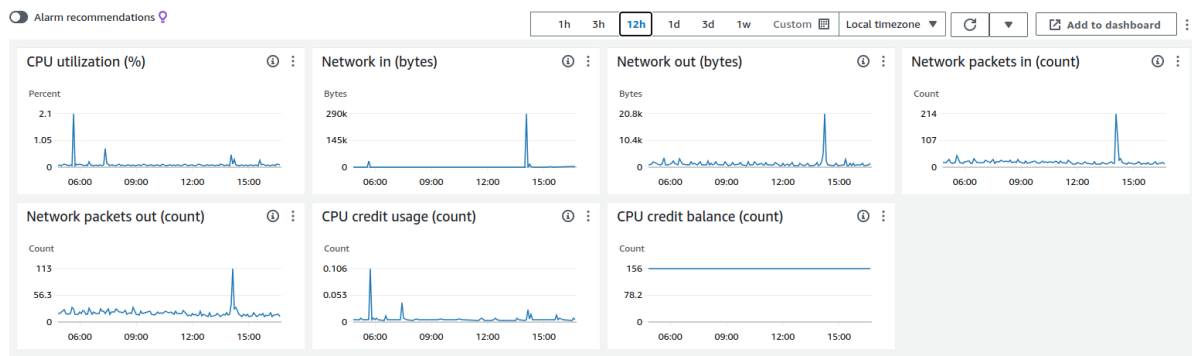 Alarm recommendations
1h 3h 12h 1d 3d 1w Custom Local timezone Add to dashboard
CPU utilization (%)
Percent
2.1
1.05
0
06:00 09:00 12:00 15:00
Network in (bytes)
Bytes
290k
145k
0
06:00 09:00 12:00 15:00
Network out (bytes)
Bytes
20.8k
10.4k
0
06:00 09:00 12:00 15:00
Network packets in (count)
Count
214
107
0
06:00 09:00 12:00 15:00
Network packets out (count)
Count
113
56.3
0
06:00 09:00 12:00 15:00
CPU credit usage (count)
Count
0.106
0.053
0
06:00 09:00 12:00 15:00
CPU credit balance (count)
Count
156
78.2
0
06:00 09:00 12:00 15:00